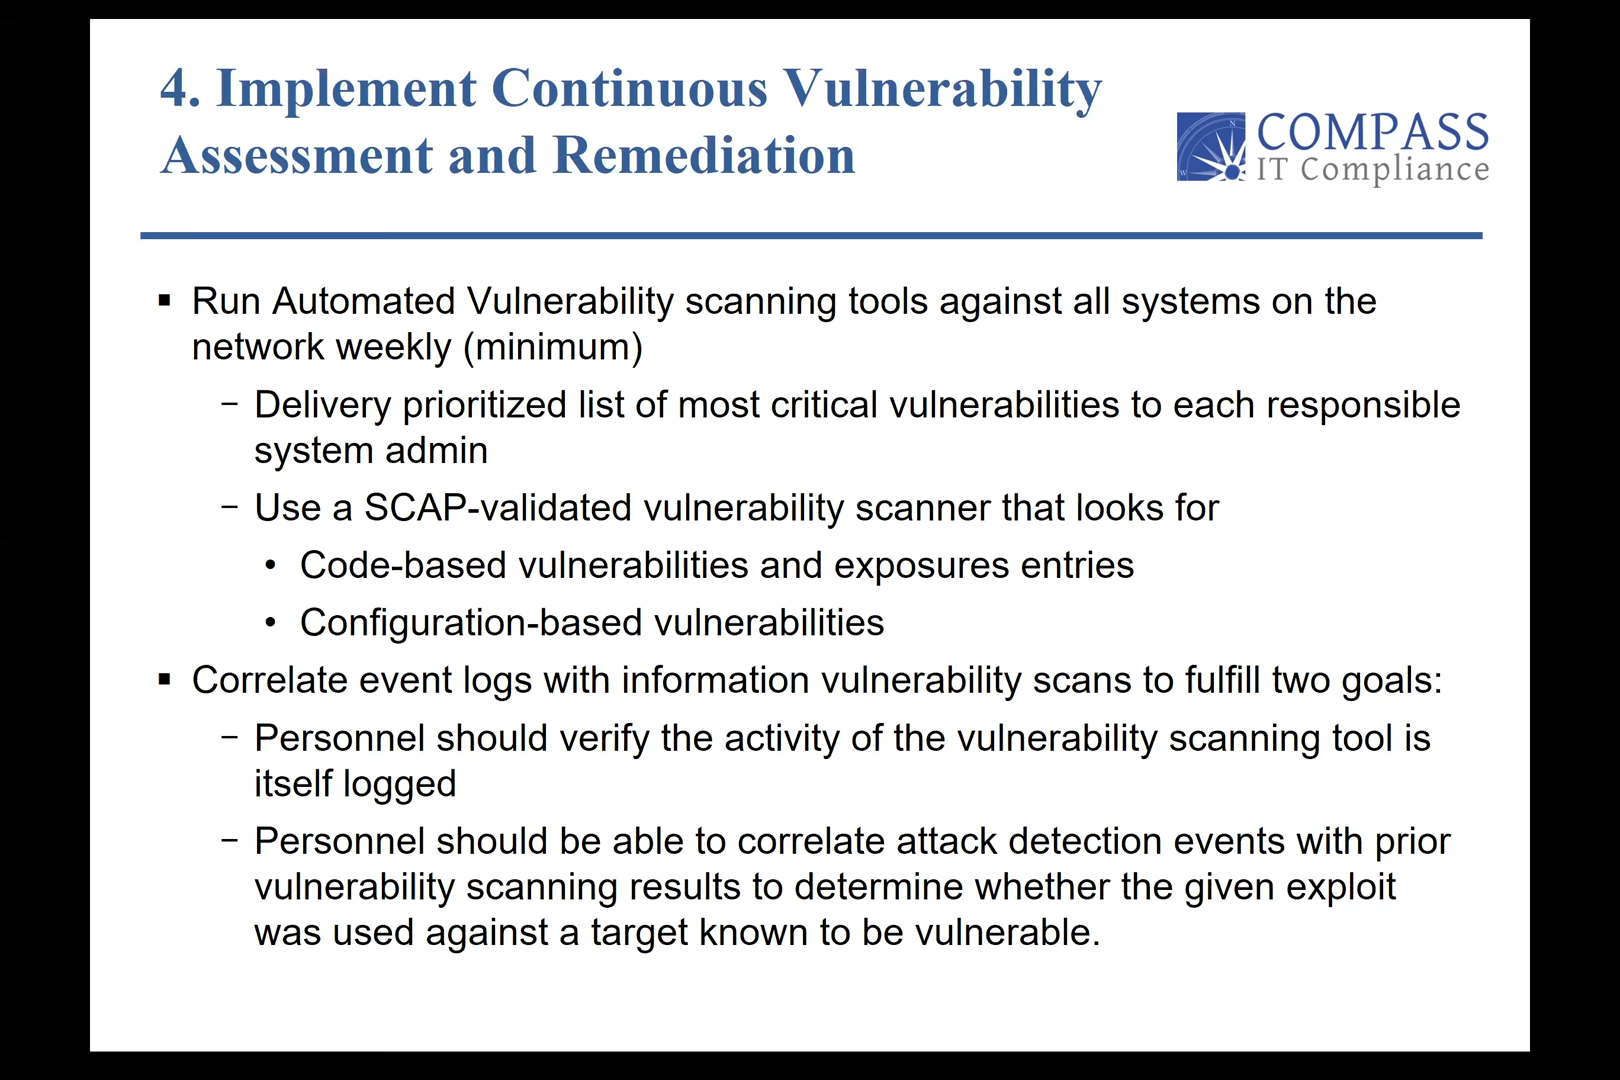 4. Implement Continuous Vulnerability
Assessment and Remediation
COMPASS
IT Compliance
N
W
▪ Run Automated Vulnerability scanning tools against all systems on the
network weekly (minimum)
− Delivery prioritized list of most critical vulnerabilities to each responsible
system admin
− Use a SCAP-validated vulnerability scanner that looks for
• Code-based vulnerabilities and exposures entries
• Configuration-based vulnerabilities
▪ Correlate event logs with information vulnerability scans to fulfill two goals:
− Personnel should verify the activity of the vulnerability scanning tool is
itself logged
− Personnel should be able to correlate attack detection events with prior
vulnerability scanning results to determine whether the given exploit
was used against a target known to be vulnerable.